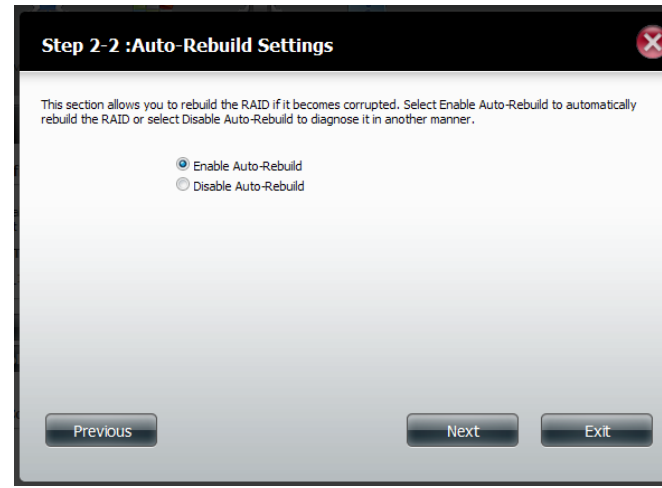 Step 2-2 :Auto-Rebuild Settings
This section allows you to rebuild the RAID if it becomes corrupted. Select Enable Auto-Rebuild to automatically
rebuild the RAID or select Disable Auto-Rebuild to diagnose it in another manner.
Enable Auto-Rebuild
Disable Auto-Rebuild
Previous
Next
Exit